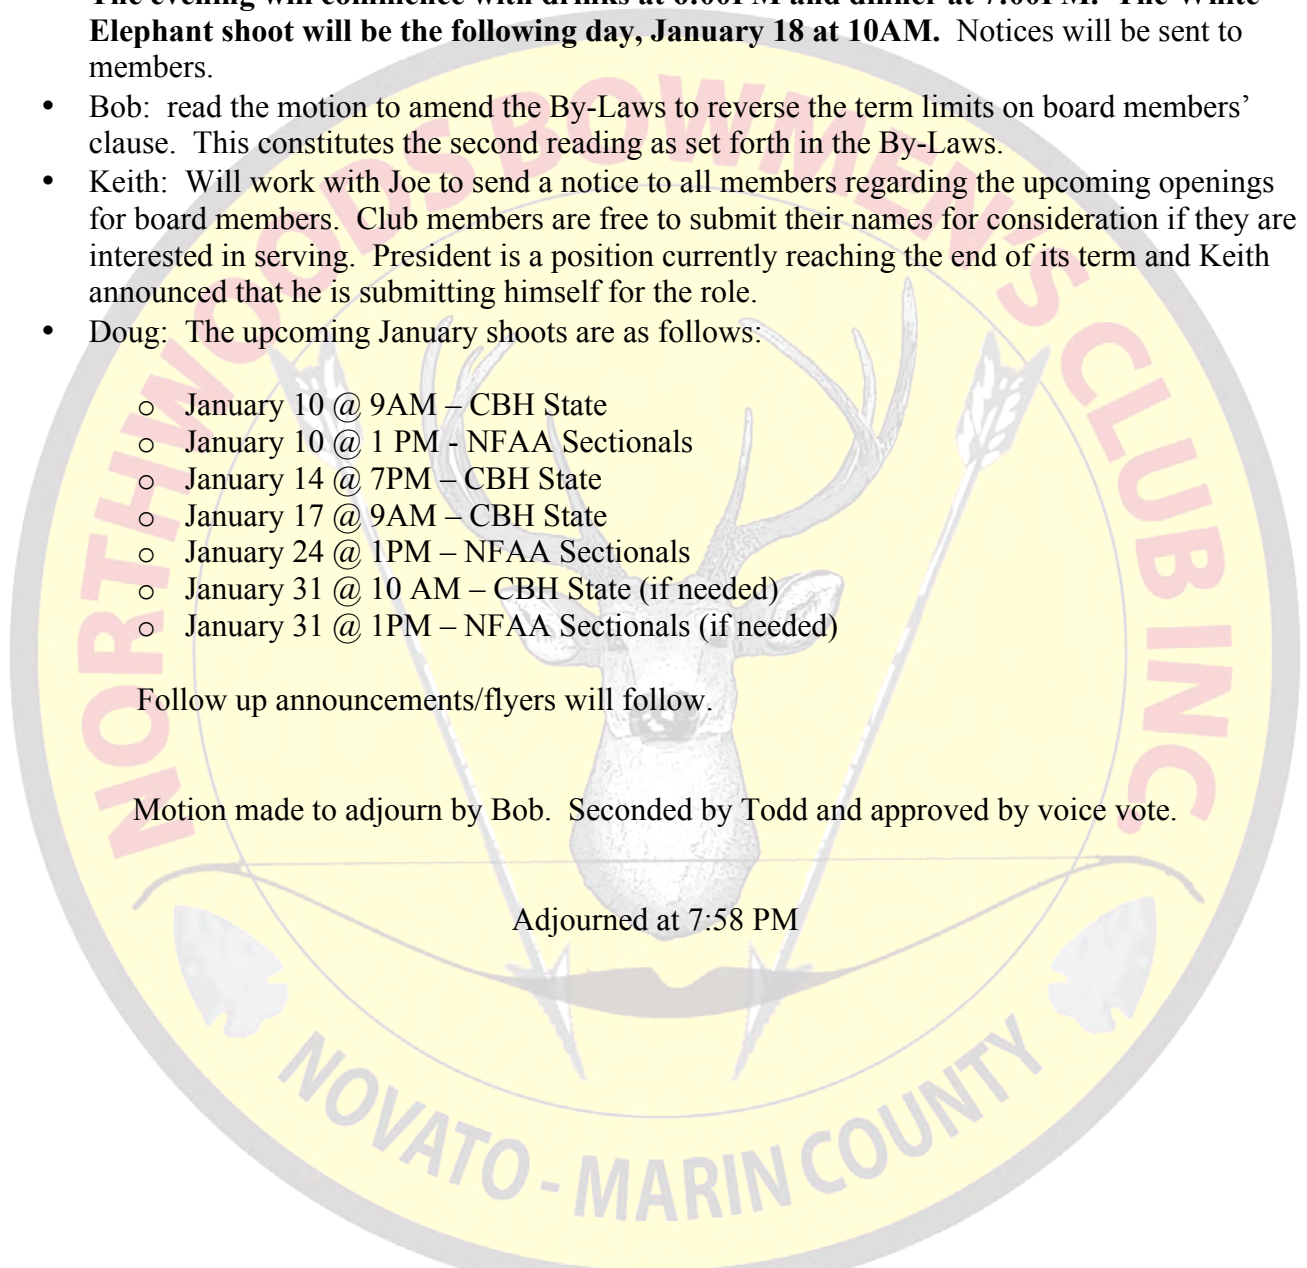 The evening will commence with drinks at 6:00PM and dinner at 7:00PM. The White
Elephant shoot will be the following day, January 18 at 10AM. Notices will be sent to
members.
• Bob: read the motion to amend the By-Laws to reverse the term limits on board members’
clause. This constitutes the second reading as set forth in the By-Laws.
• Keith: Will work with Joe to send a notice to all members regarding the upcoming openings
for board members. Club members are free to submit their names for consideration if they are
interested in serving. President is a position currently reaching the end of its term and Keith
announced that he is submitting himself for the role.
• Doug: The upcoming January shoots are as follows:
o January 10 @ 9AM – CBH State
o January 10 @ 1 PM - NFAA Sectionals
o January 14 @ 7PM – CBH State
o January 17 @ 9AM – CBH State
o January 24 @ 1PM – NFAA Sectionals
o January 31 @ 10 AM – CBH State (if needed)
o January 31 @ 1PM – NFAA Sectionals (if needed)
Follow up announcements/flyers will follow.
Motion made to adjourn by Bob. Seconded by Todd and approved by voice vote.
Adjourned at 7:58 PM
NORTHWOODS BOWMEN'S CLUB INC.
NOVATO - MARIN COUNTY